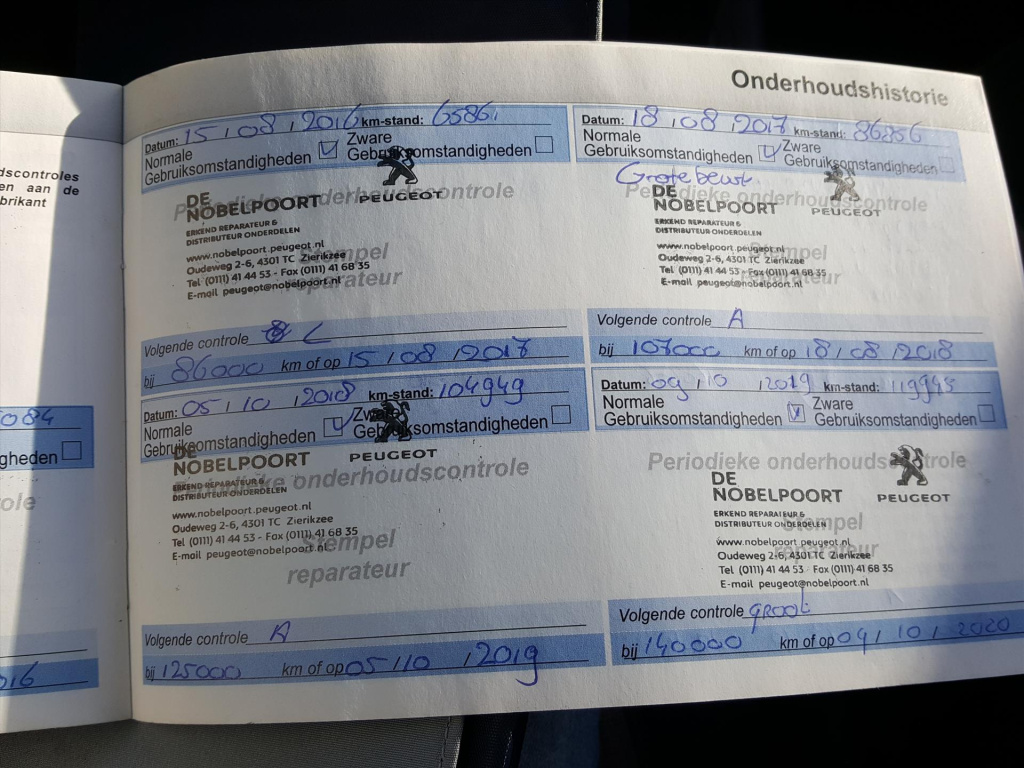 Onderhoudshistorie
dscontroles
en aan de
brikant
084
gheden
ole
016
Datum: 15/08/2016 km-stand: 6586
Normale
Gebruiksomstandigheden
Zware
Gebruiksomstandigheden
Periodieke onderhoudscontrole
DE
NOBELPOORT
PEUGEOT
ERKEND REPARATEUR &
DISTRIBUTEUR ONDERDELEN
www.nobelpoort.peugeot.nl
Oudeweg 2-6, 4301 TC Zierikzee
Tel (0111) 41 44 53 - Fax (0111) 41 68 35
E-mail peugeot@nobelpoort.nl
Stempel
reparateur
Volgende controle C
bij 86000 km of op 15/08/2017
Datum: 18/08/2017 km-stand: 86856
Normale
Gebruiksomstandigheden
Zware
Gebruiksomstandigheden
Grote beurt
Periodieke onderhoudscontrole
DE
NOBELPOORT
PEUGEOT
ERKEND REPARATEUR &
DISTRIBUTEUR ONDERDELEN
www.nobelpoort.peugeot.nl
Oudeweg 2-6, 4301 TC Zierikzee
Tel (0111) 41 44 53 - Fax (0111) 41 68 35
E-mail peugeot@nobelpoort.nl
Stempel
reparateur
Volgende controle A
bij 107000 km of op 18/08/2018
Datum: 05/10/2018 km-stand: 104949
Normale
Gebruiksomstandigheden
Zware
Gebruiksomstandigheden
DE
NOBELPOORT
PEUGEOT
Periodieke onderhoudscontrole
ERKEND REPARATEUR &
DISTRIBUTEUR ONDERDELEN
www.nobelpoort.peugeot.nl
Oudeweg 2-6, 4301 TC Zierikzee
Tel (0111) 41 44 53 - Fax (0111) 41 68 35
E-mail peugeot@nobelpoort.nl
Stempel
reparateur
Volgende controle A
bij 125000 km of op 05/10/2019
Datum: 09/10/2019 km-stand: 119945
Normale
Gebruiksomstandigheden
Zware
Gebruiksomstandigheden
Periodieke onderhoudscontrole
DE
NOBELPOORT
PEUGEOT
ERKEND REPARATEUR &
DISTRIBUTEUR ONDERDELEN
Stempel
reparateur
www.nobelpoort.peugeot.nl
Oudeweg 2-6, 4301 TC Zierikzee
Tel (0111) 41 44 53 - Fax (0111) 41 68 35
E-mail peugeot@nobelpoort.nl
Volgende controle groot
bij 140000 km of op 09/10/2020